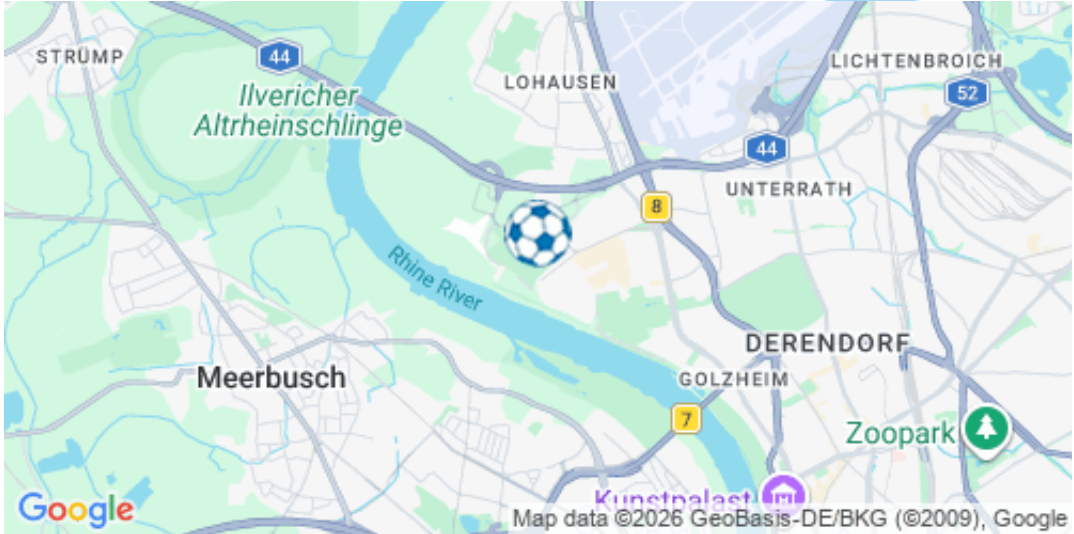 STRÜMP
44
Ilvericher
Altrheinschlinge
LOHAUSEN
LICHTENBROICH
52
44
UNTERRATH
8
Rhine River
DERENDORF
GOLZHEIM
Meerbusch
7
Zoopark
Kunstpalast
Google
Map data ©2026 GeoBasis-DE/BKG (©2009), Google